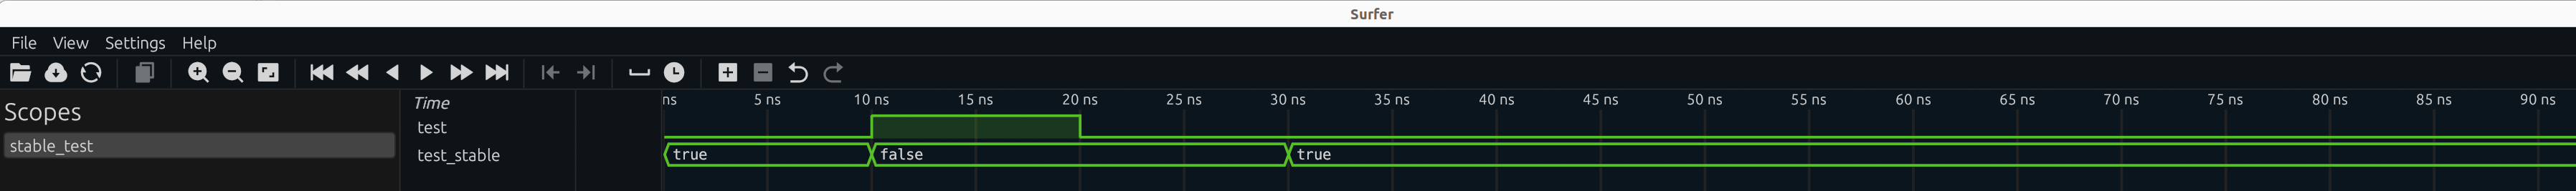 Surfer
File View Settings Help
Scopes
stable_test
Time
test
test_stable
ns 5 ns 10 ns 15 ns 20 ns 25 ns 30 ns 35 ns 40 ns 45 ns 50 ns 55 ns 60 ns 65 ns 70 ns 75 ns 80 ns 85 ns 90 ns
true false true